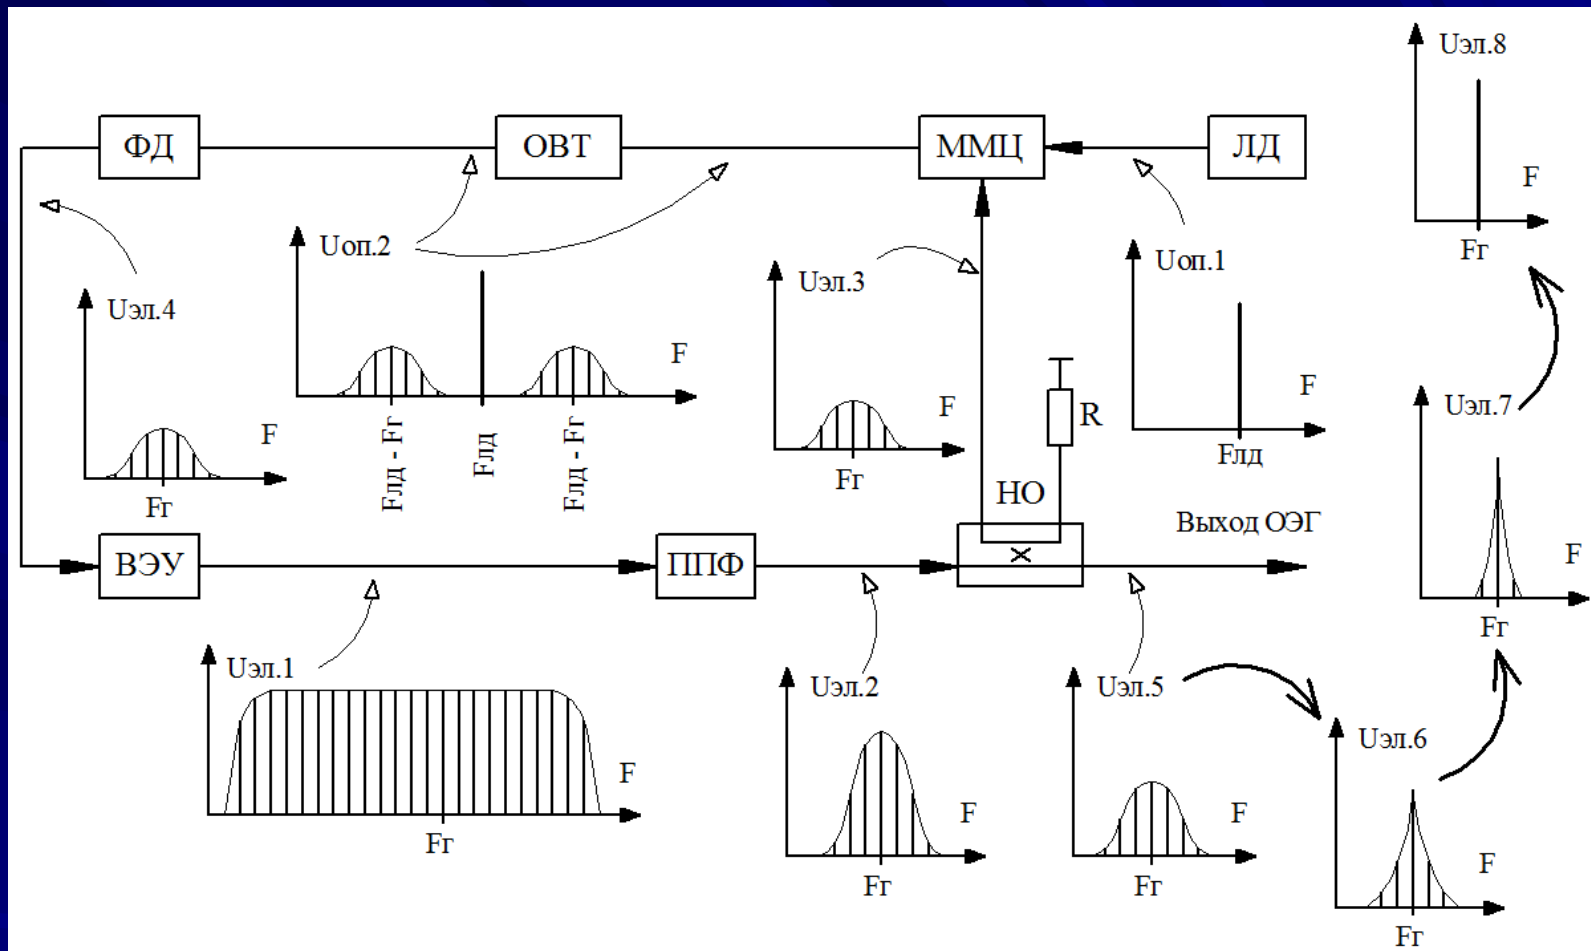 Uэл.8
F
Fг
ФД
ОВТ
ММЦ
ЛД
Uоп.2
F
Fлд - Fг
Fлд
Fлд - Fг
Uэл.3
F
Fг
Uоп.1
F
Fлд
Uэл.4
F
Fг
R
НО
Выход ОЭГ
Uэл.7
F
Fг
ВЭУ
ППФ
Uэл.1
F
Fг
Uэл.2
F
Fг
Uэл.5
F
Fг
Uэл.6
F
Fг